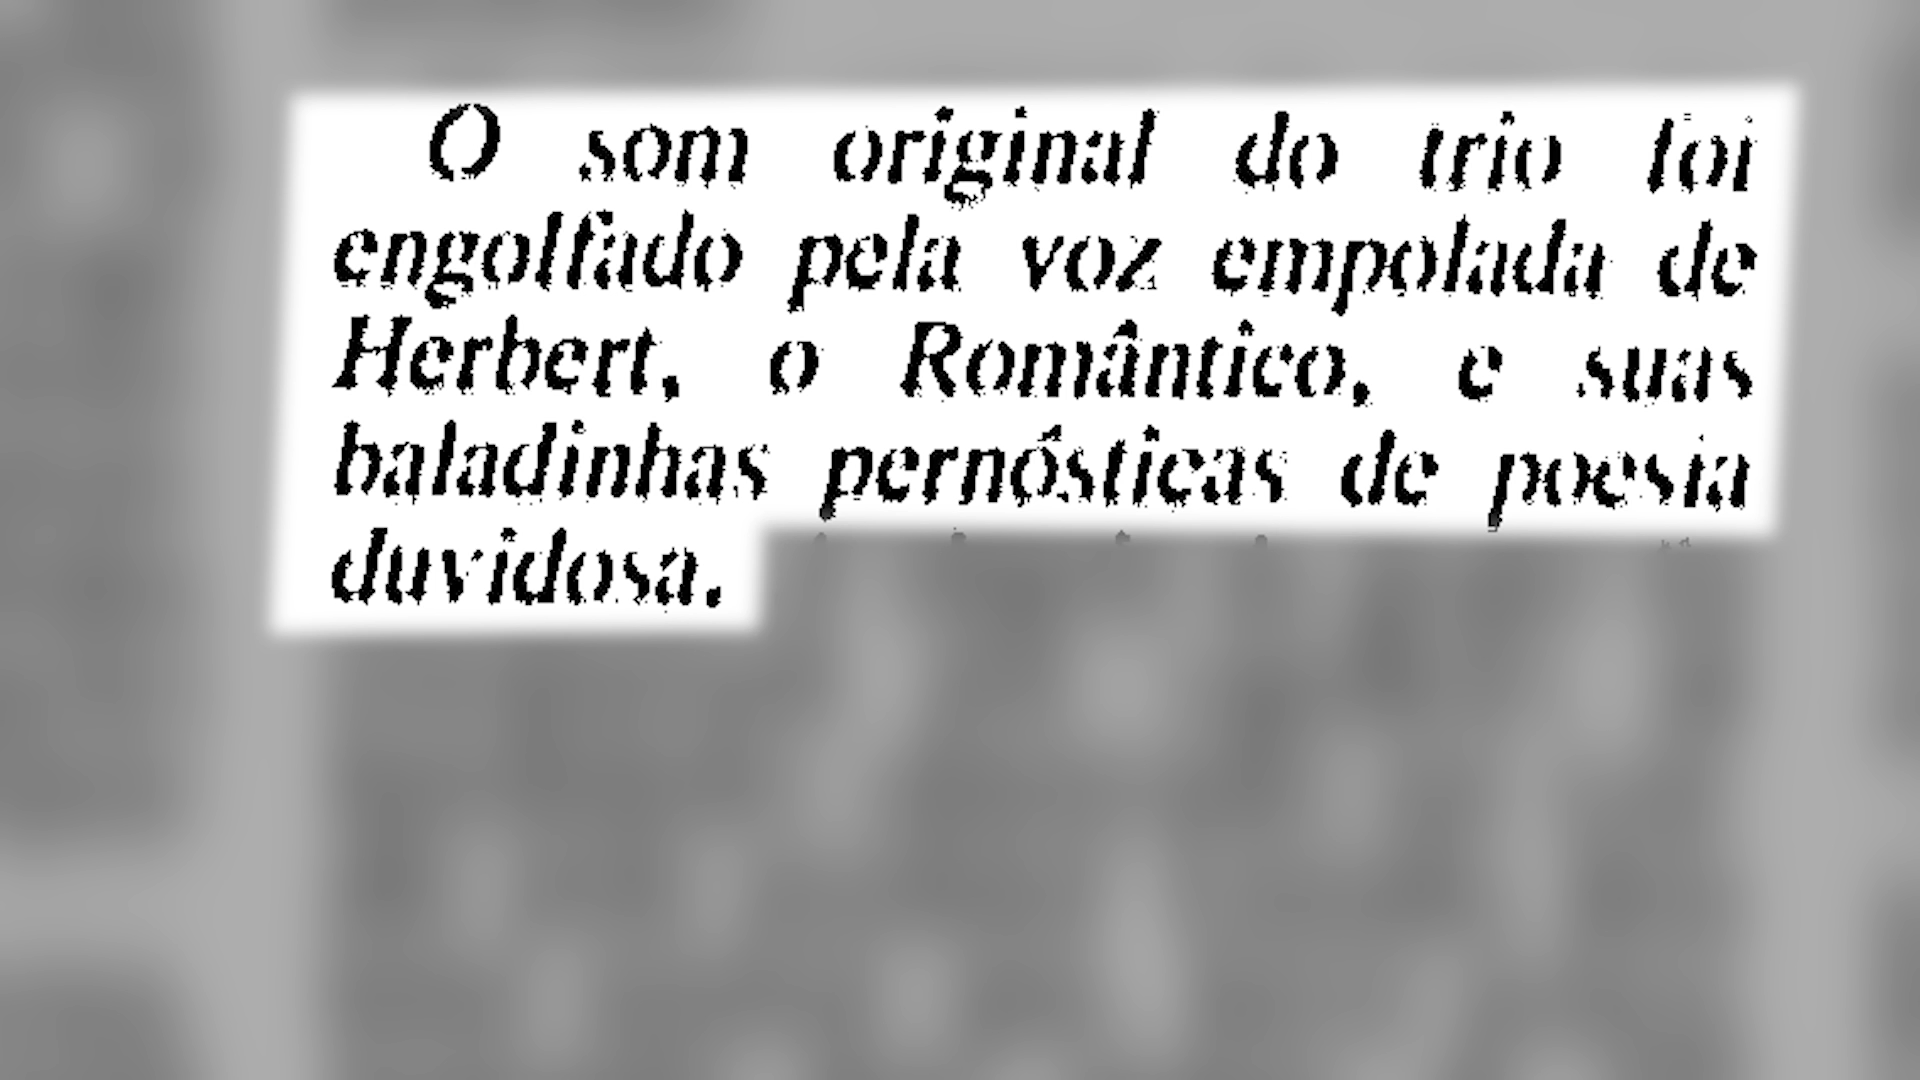 O som original do trio foi
engolfado pela voz empolada de
Herbert, o Romântico, e suas
baladinhas pernósticas de poesia
duvidosa.